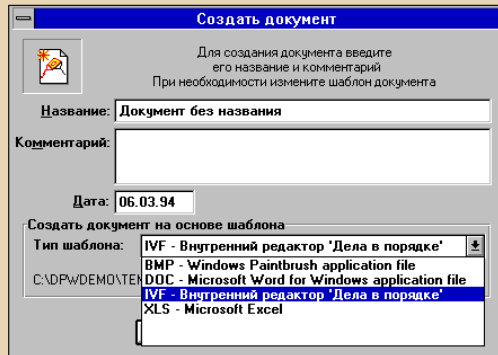 Создать документ
Для создания документа введите
его название и комментарий
При необходимости измените шаблон документа
Название: Документ без названия
Комментарий:
Дата: 06.03.94
Создать документ на основе шаблона
Тип шаблона: IVF - Внутренний редактор 'Дела в порядке'
BMP - Windows Paintbrush application file
C:\DPWDEMO\TEM DOC - Microsoft Word for Windows application file
IVF - Внутренний редактор 'Дела в порядке'
XLS - Microsoft Excel